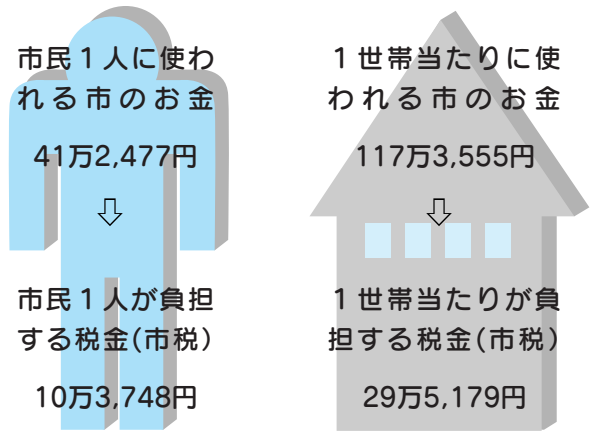 市民１人に使わ
れる市のお金
41万2,477円
市民１人が負担
する税金(市税)
10万3,748円
１世帯当たりに使
われる市のお金
117万3,555円
１世帯当たりが負
担する税金(市税)
29万5,179円